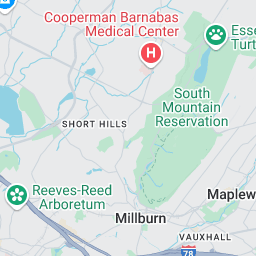 Cooperman Barnabas
Medical Center
H
Esse
Turt
South
Mountain
Reservation
SHORT HILLS
Reeves-Reed
Arboretum
Maplew
Millburn
VAUXHALL
78